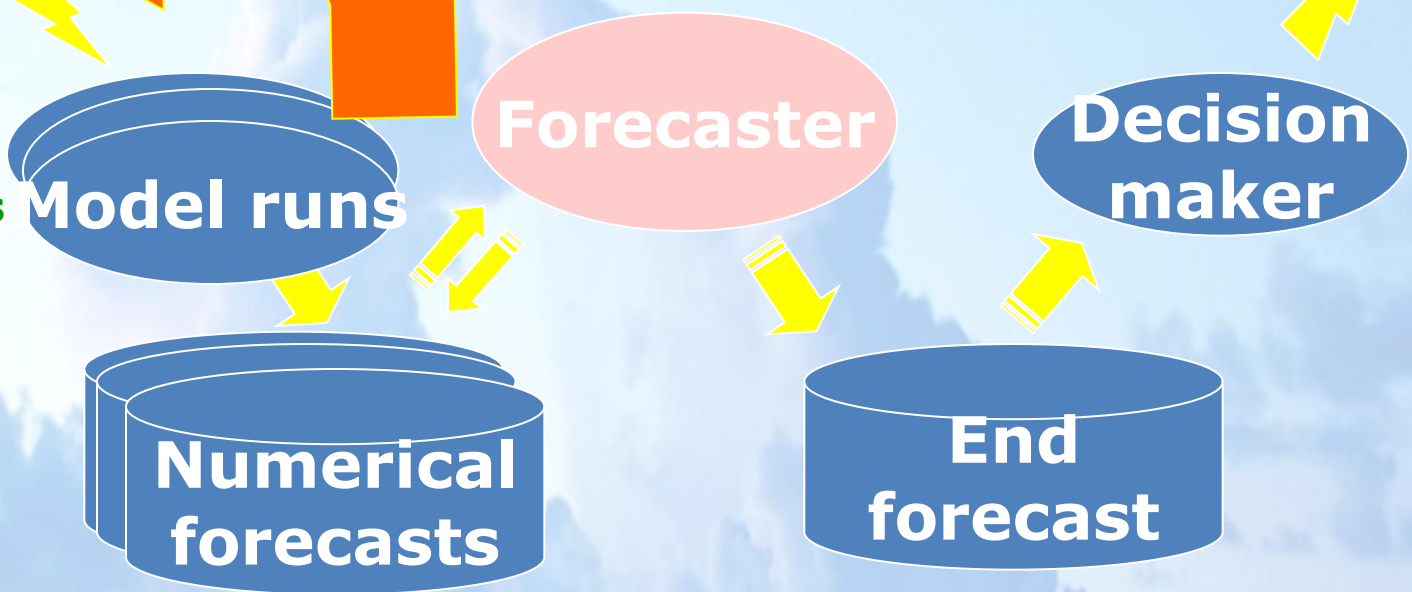 Forecaster
Decision
maker
s
Model runs
Numerical
forecasts
End
forecast